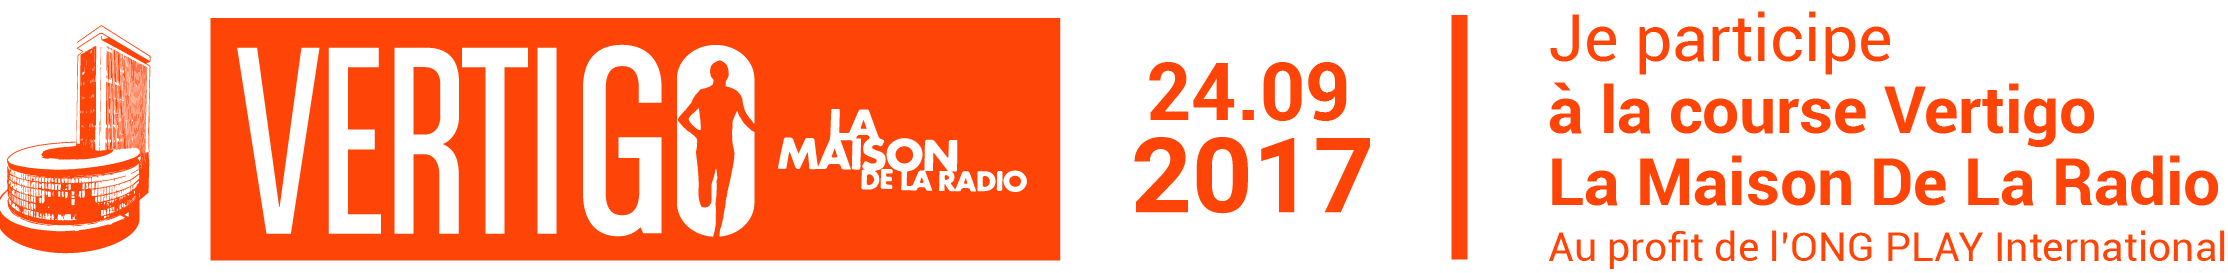 VERTIGO
LA
MAISON
DE LA RADIO
24.09
2017
Je participe
à la course Vertigo
La Maison De La Radio
Au profit de l'ONG PLAY International